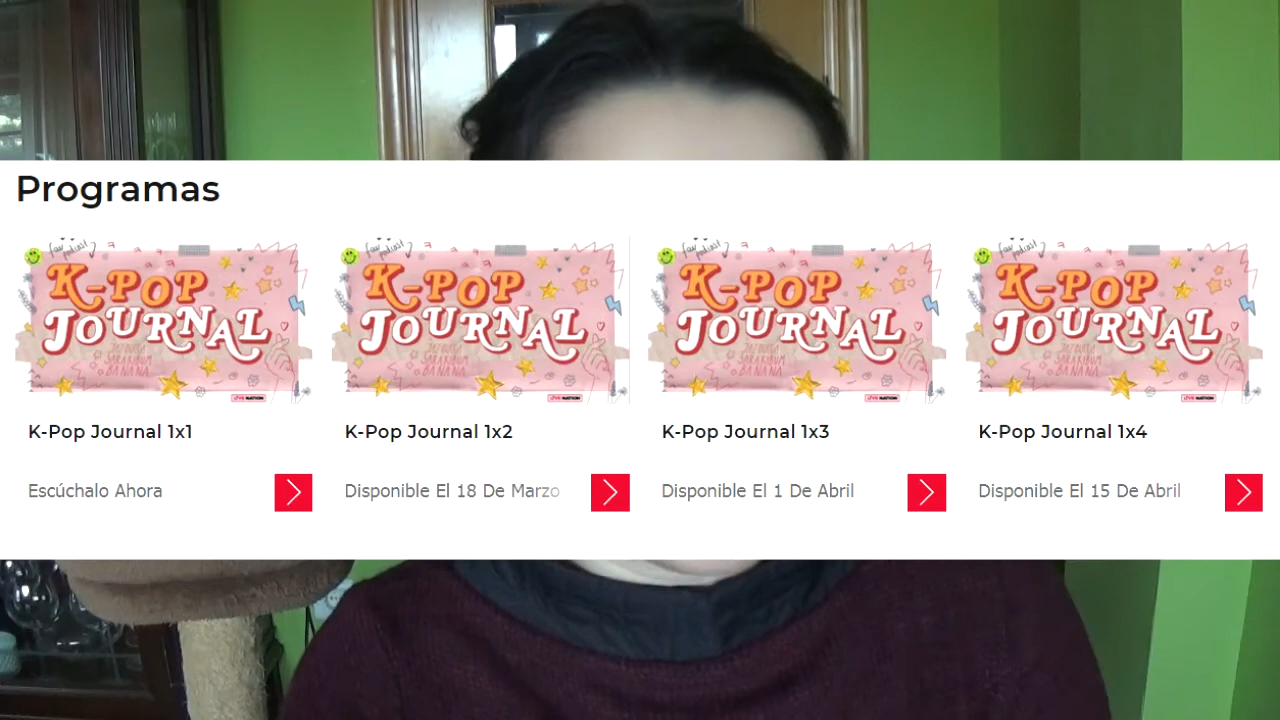 Programas
K-POP
JOURNAL
K-POP
JOURNAL
K-POP
JOURNAL
K-POP
JOURNAL
K-Pop Journal 1x1
K-Pop Journal 1x2
K-Pop Journal 1x3
K-Pop Journal 1x4
Escúchalo Ahora
Disponible El 18 De Marzo
Disponible El 1 De Abril
Disponible El 15 De Abril